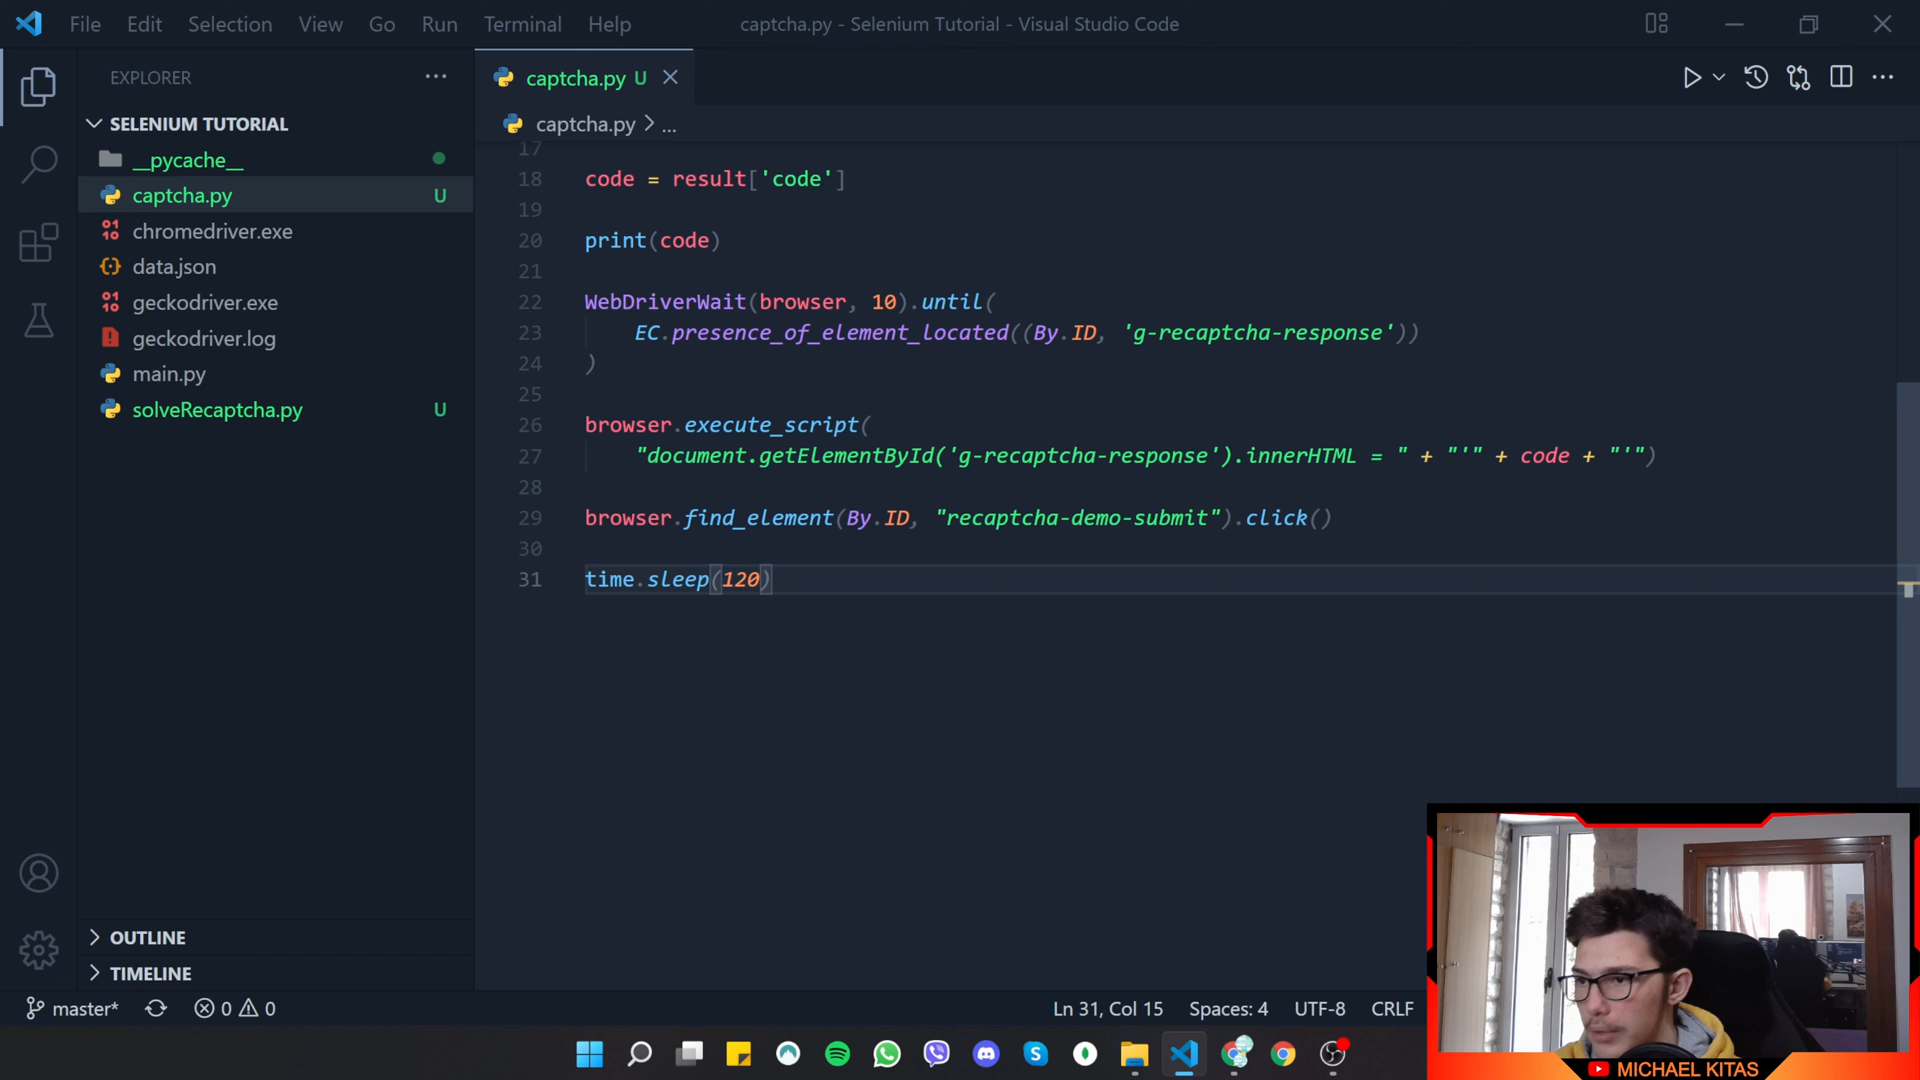 File Edit Selection View Go Run Terminal Help
captcha.py - Selenium Tutorial - Visual Studio Code
EXPLORER
captcha.py U
SELENIUM TUTORIAL
captcha.py > ...
__pycache__
captcha.py U
chromedriver.exe
data.json
geckodriver.exe
geckodriver.log
main.py
solveRecaptcha.py U
OUTLINE
TIMELINE
17
18 code = result['code']
19
20 print(code)
21
22 WebDriverWait(browser, 10).until(
23 EC.presence_of_element_located((By.ID, 'g-recaptcha-response'))
24 )
25
26 browser.execute_script(
27 "document.getElementById('g-recaptcha-response').innerHTML = " + "'" + code + "'")
28
29 browser.find_element(By.ID, "recaptcha-demo-submit").click()
30
31 time.sleep(120)
master* 0 0
Ln 31, Col 15 Spaces: 4 UTF-8 CRLF
MICHAEL KITAS